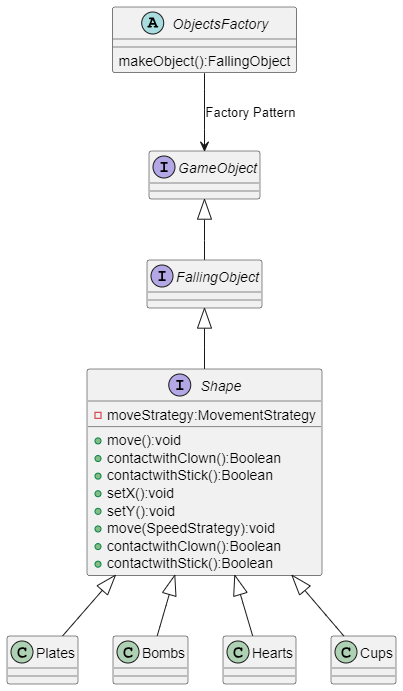 A ObjectsFactory
makeObject():FallingObject
Factory Pattern
I GameObject
I FallingObject
I Shape
moveStrategy:MovementStrategy
move():void
contactwithClown():Boolean
contactwithStick():Boolean
setX():void
setY():void
move(SpeedStrategy):void
contactwithClown():Boolean
contactwithStick():Boolean
C Plates C Bombs C Hearts C Cups